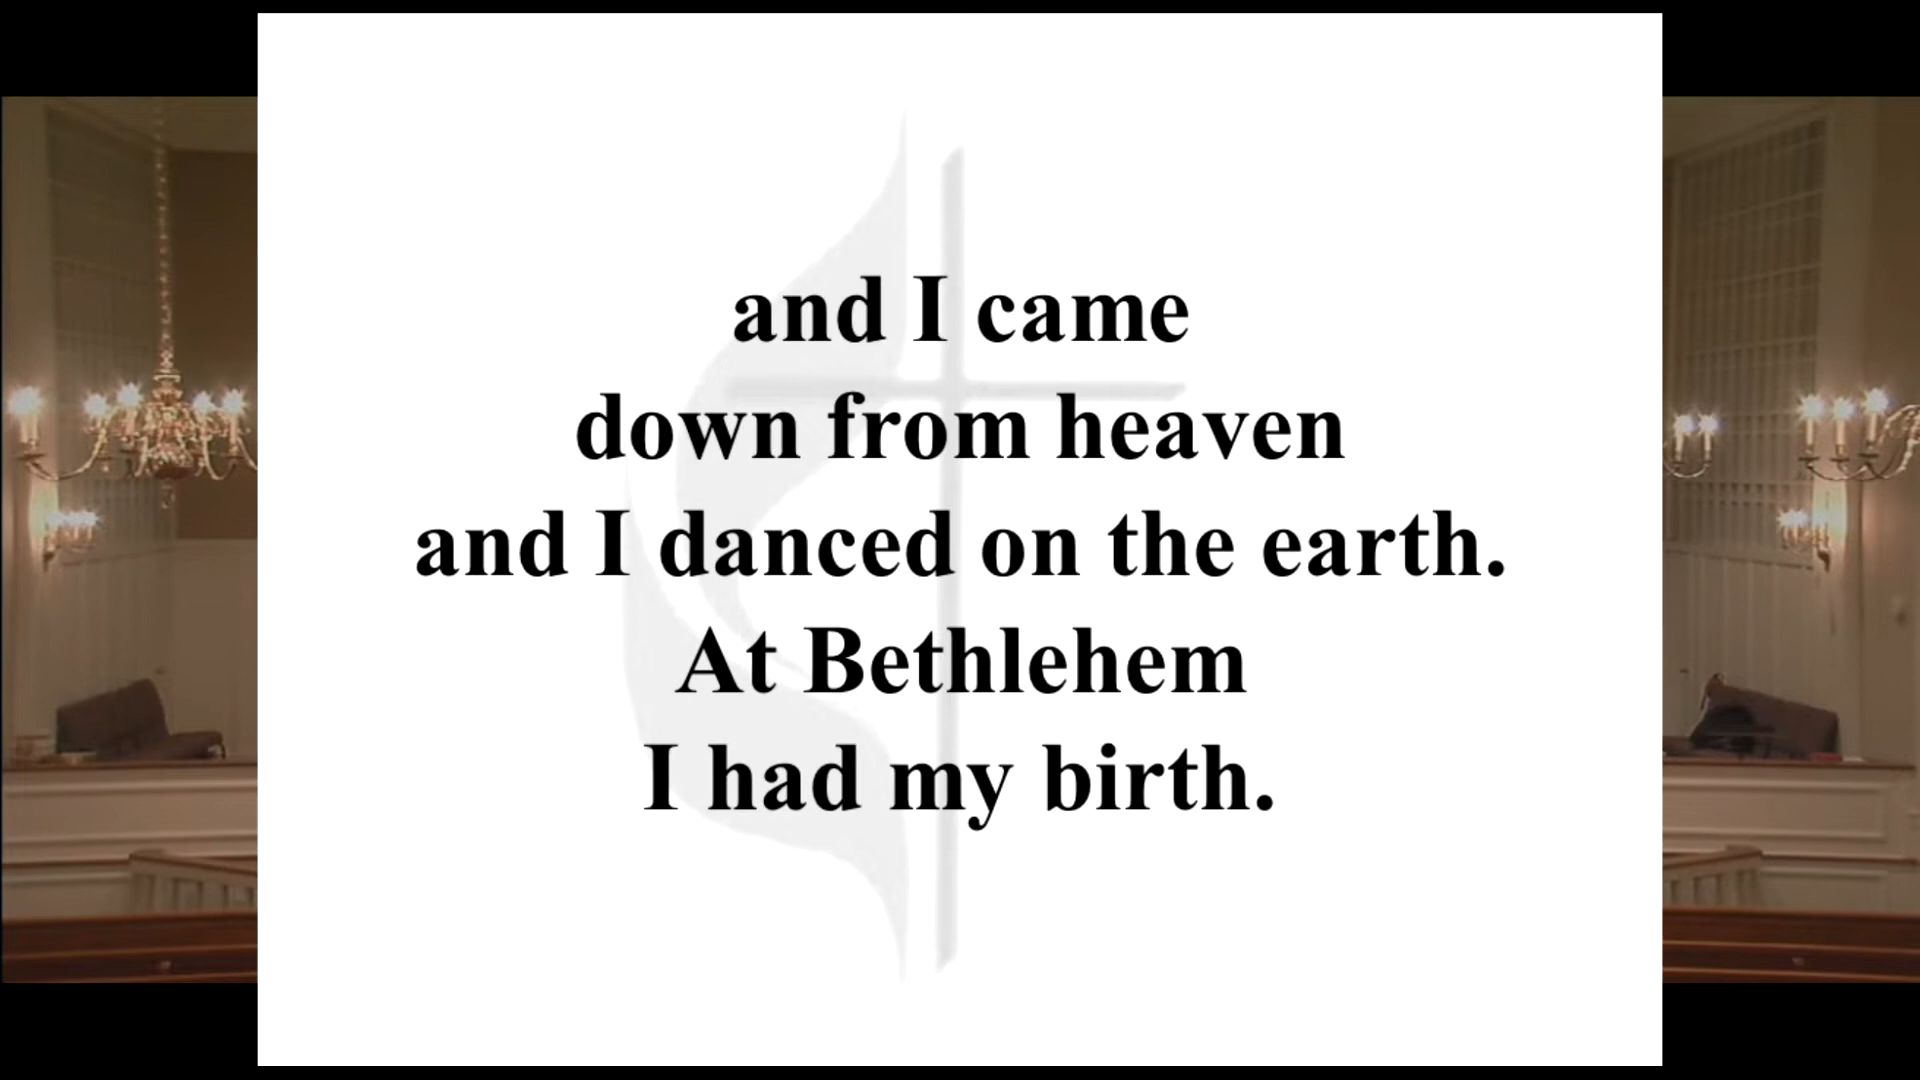 and I came
down from heaven
and I danced on the earth.
At Bethlehem
I had my birth.